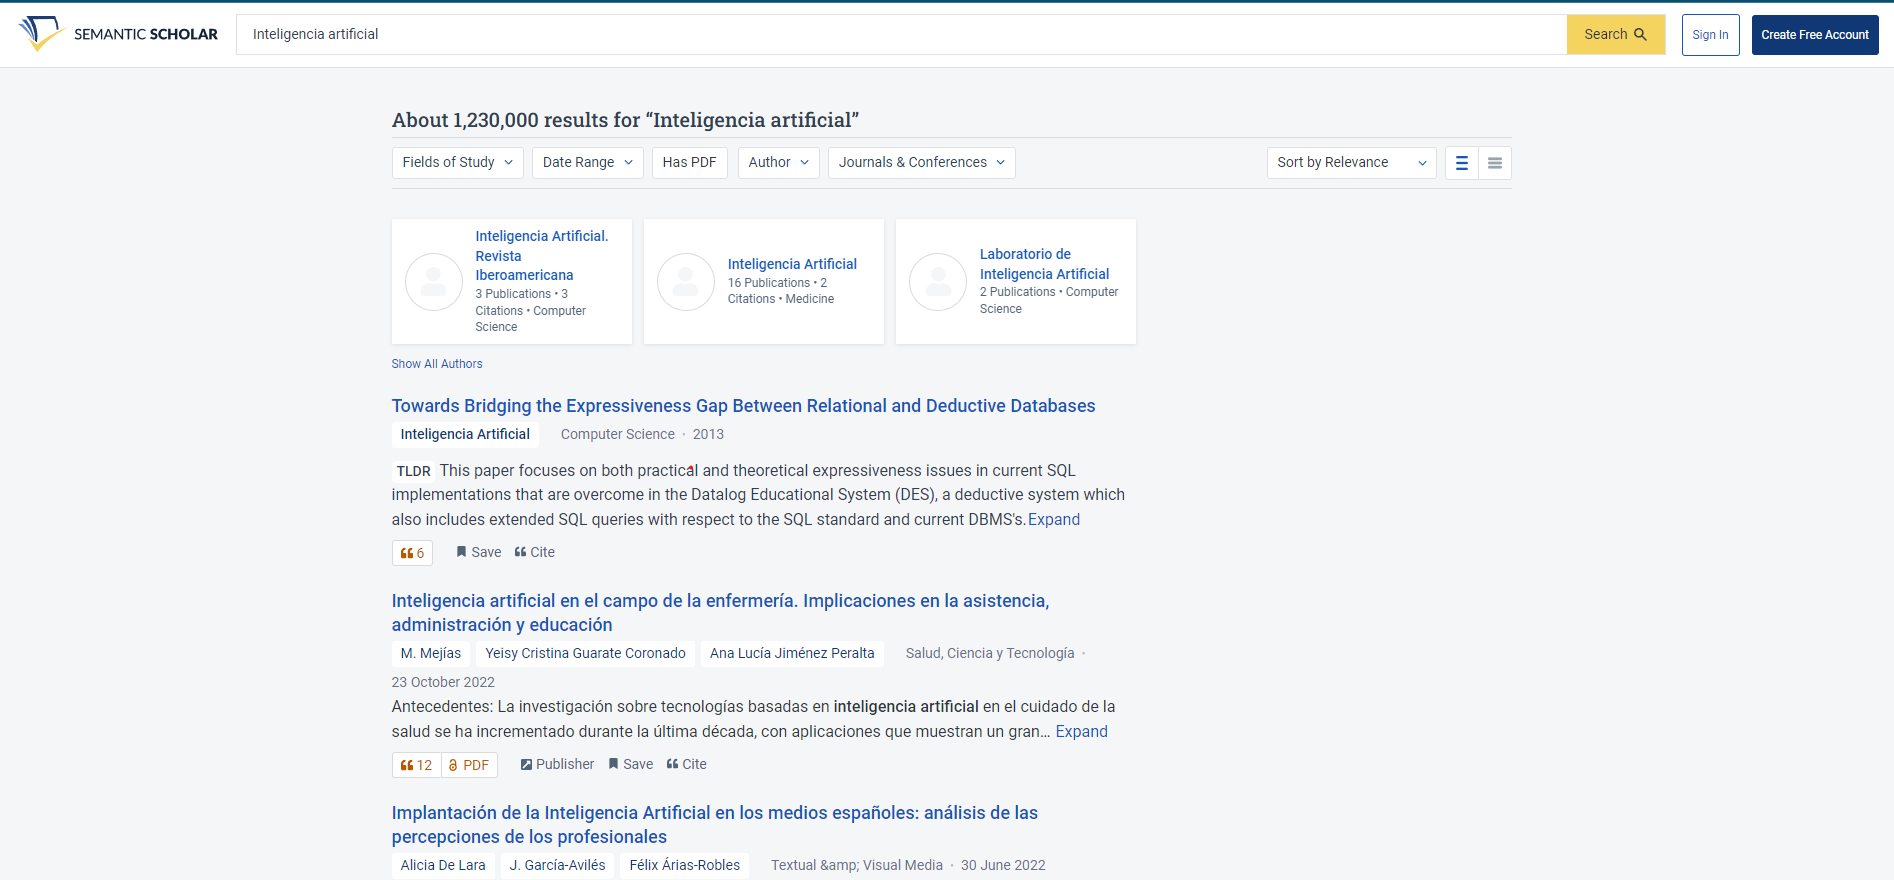 SEMANTIC SCHOLAR
Inteligencia artificial
Search
Sign In
Create Free Account
About 1,230,000 results for “Inteligencia artificial”
Fields of Study
Date Range
Has PDF
Author
Journals & Conferences
Sort by Relevance
Inteligencia Artificial.
Revista
Iberoamericana
3 Publications • 3
Citations • Computer
Science
Inteligencia Artificial
16 Publications • 2
Citations • Medicine
Laboratorio de
Inteligencia Artificial
2 Publications • Computer
Science
Show All Authors
Towards Bridging the Expressiveness Gap Between Relational and Deductive Databases
Inteligencia Artificial Computer Science · 2013
TLDR This paper focuses on both practical and theoretical expressiveness issues in current SQL
implementations that are overcome in the Datalog Educational System (DES), a deductive system which
also includes extended SQL queries with respect to the SQL standard and current DBMS's. Expand
6 Save Cite
Inteligencia artificial en el campo de la enfermería. Implicaciones en la asistencia,
administración y educación
M. Mejías Yeisy Cristina Guarate Coronado Ana Lucía Jiménez Peralta Salud, Ciencia y Tecnología ·
23 October 2022
Antecedentes: La investigación sobre tecnologías basadas en inteligencia artificial en el cuidado de la
salud se ha incrementado durante la última década, con aplicaciones que muestran un gran… Expand
12 PDF Publisher Save Cite
Implantación de la Inteligencia Artificial en los medios españoles: análisis de las
percepciones de los profesionales
Alicia De Lara J. García-Avilés Félix Árias-Robles Textual &amp; Visual Media · 30 June 2022